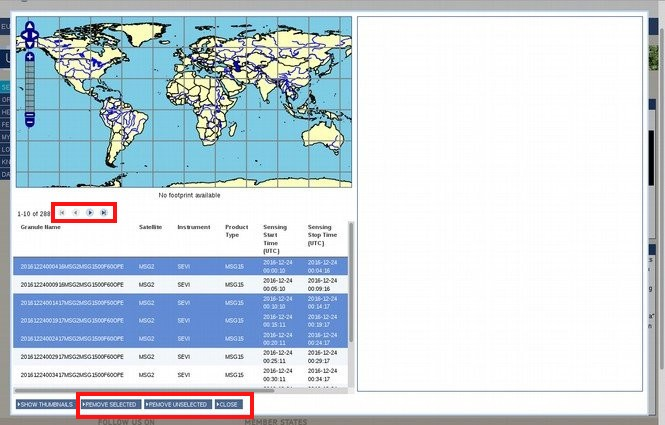 No footprint available
1-10 of 288
Granule Name Satellite Instrument Product Type Sensing Start Time (UTC) Sensing Stop Time (UTC)
20161224000416MSG2MSG1500F60OPE MSG2 SEVI MSG15 2016-12-24 00:00:10 2016-12-24 00:04:16
20161224000916MSG2MSG1500F60OPE MSG2 SEVI MSG15 2016-12-24 00:05:10 2016-12-24 00:09:16
20161224001417MSG2MSG1500F60OPE MSG2 SEVI MSG15 2016-12-24 00:10:10 2016-12-24 00:14:17
20161224001917MSG2MSG1500F60OPE MSG2 SEVI MSG15 2016-12-24 00:15:11 2016-12-24 00:19:17
20161224002417MSG2MSG1500F60OPE MSG2 SEVI MSG15 2016-12-24 00:20:11 2016-12-24 00:24:17
20161224002917MSG2MSG1500F60OPE MSG2 SEVI MSG15 2016-12-24 00:25:11 2016-12-24 00:29:17
20161224003417MSG2MSG1500F60OPE MSG2 SEVI MSG15 2016-12-24 00:30:11 2016-12-24 00:34:17
SHOW THUMBNAILS REMOVE SELECTED REMOVE UNSELECTED CLOSE
FOLLOW US ON MEMBER STATES